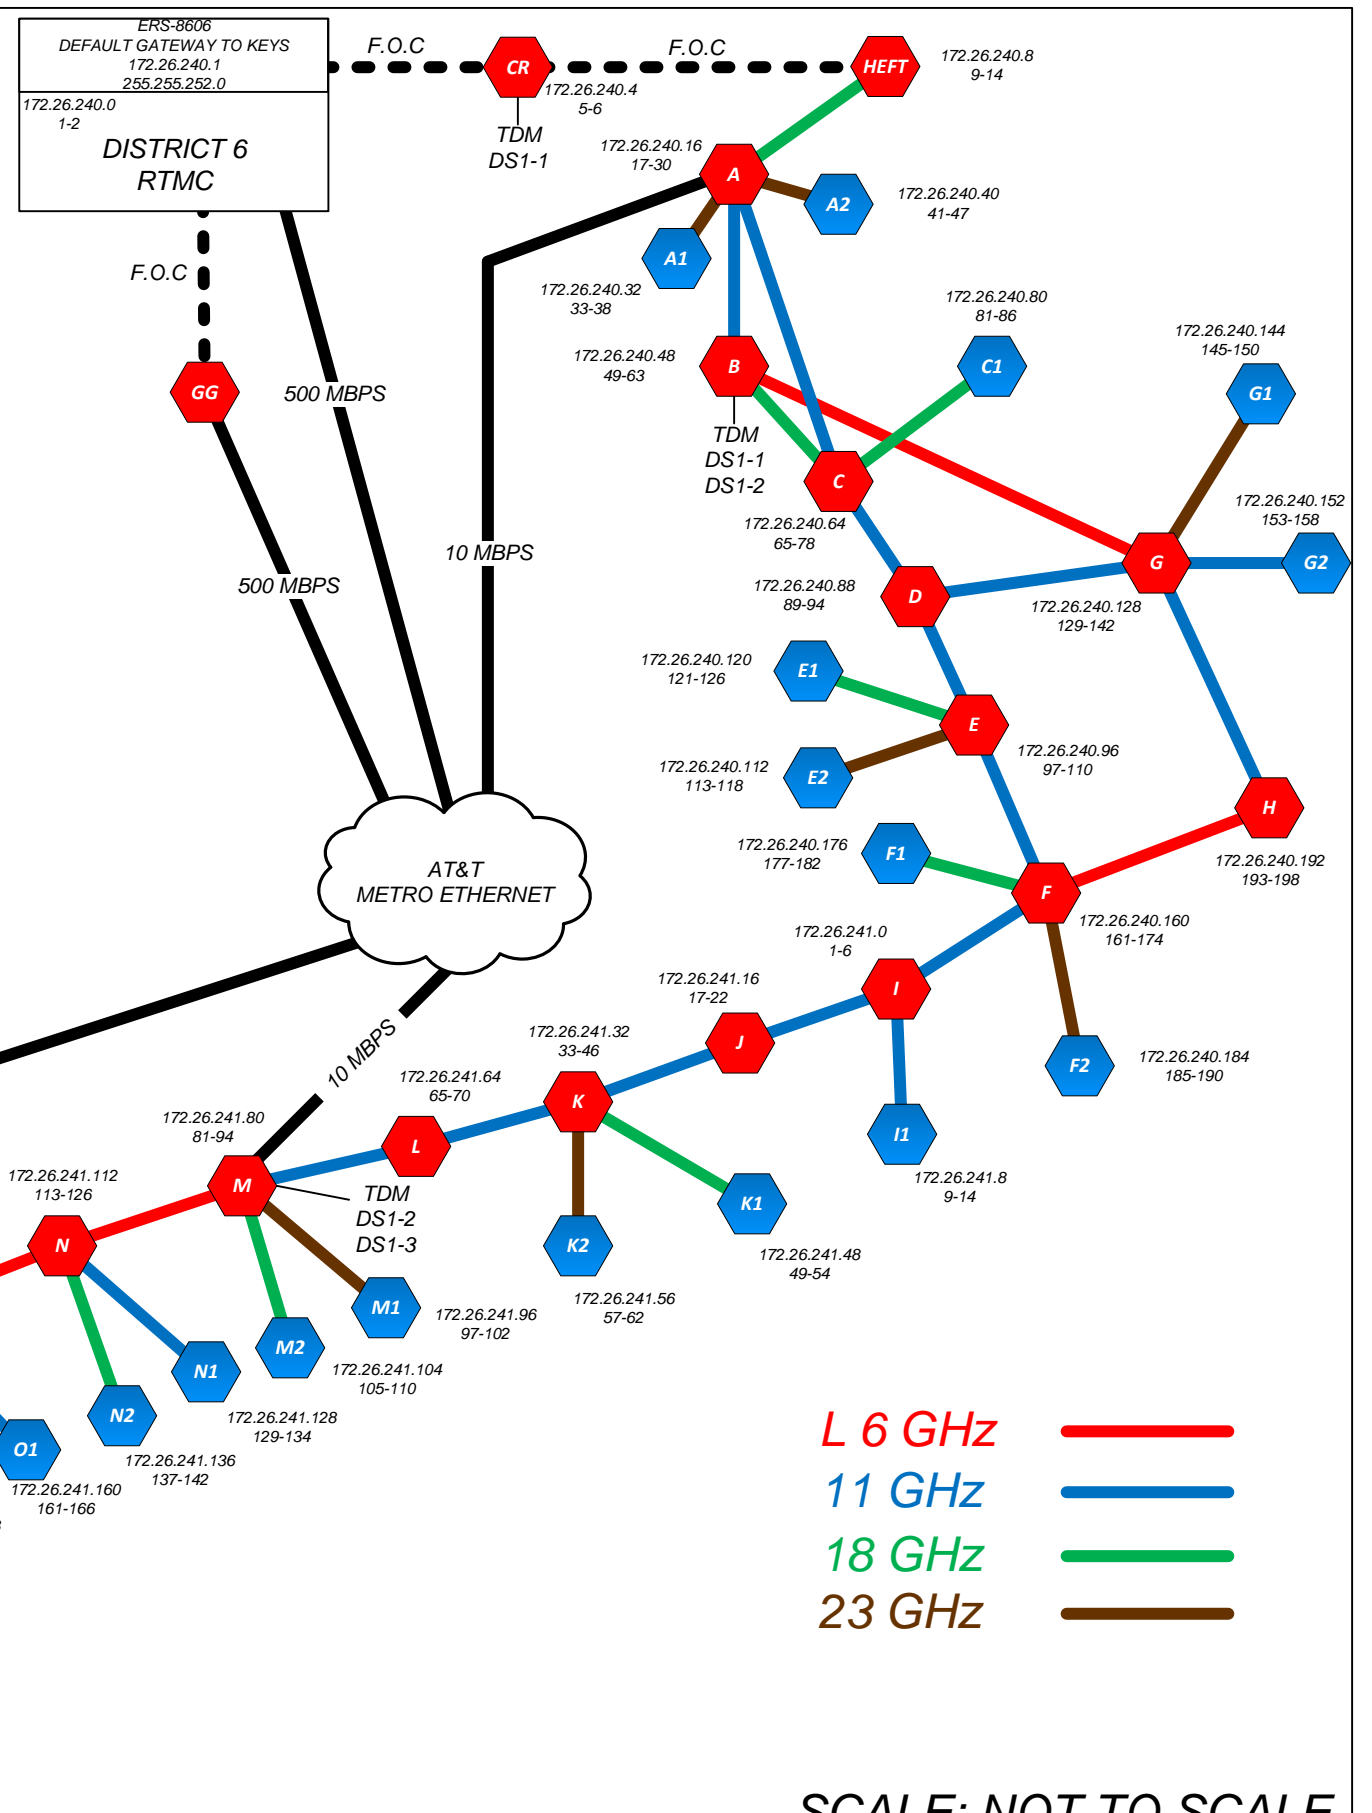 ERS-8606
DEFAULT GATEWAY TO KEYS
172.26.240.1
255.255.252.0
172.26.240.0
1-2
DISTRICT 6
RTMC
F.O.C
CR
172.26.240.4
5-6
TDM
DS1-1
F.O.C
HEFT
172.26.240.8
9-14
172.26.240.16
17-30
A
A2
172.26.240.40
41-47
A1
172.26.240.32
33-38
F.O.C
GG
500 MBPS
500 MBPS
10 MBPS
172.26.240.48
49-63
B
TDM
DS1-1
DS1-2
172.26.240.80
81-86
C1
C
172.26.240.64
65-78
172.26.240.144
145-150
G1
172.26.240.152
153-158
G2
G
172.26.240.128
129-142
172.26.240.88
89-94
D
172.26.240.120
121-126
E1
E
172.26.240.96
97-110
172.26.240.112
113-118
E2
H
172.26.240.192
193-198
172.26.240.176
177-182
F1
F
172.26.240.160
161-174
AT&T
METRO ETHERNET
172.26.241.0
1-6
I
172.26.241.16
17-22
J
F2
172.26.240.184
185-190
I1
172.26.241.8
9-14
172.26.241.32
33-46
K
10 MBPS
172.26.241.64
65-70
L
172.26.241.80
81-94
M
TDM
DS1-2
DS1-3
K1
172.26.241.48
49-54
K2
172.26.241.56
57-62
172.26.241.112
113-126
N
M1
172.26.241.96
97-102
M2
172.26.241.104
105-110
N1
172.26.241.128
129-134
N2
172.26.241.136
137-142
O1
172.26.241.160
161-166
L 6 GHz
11 GHz
18 GHz
23 GHz
SCALE: NOT TO SCALE